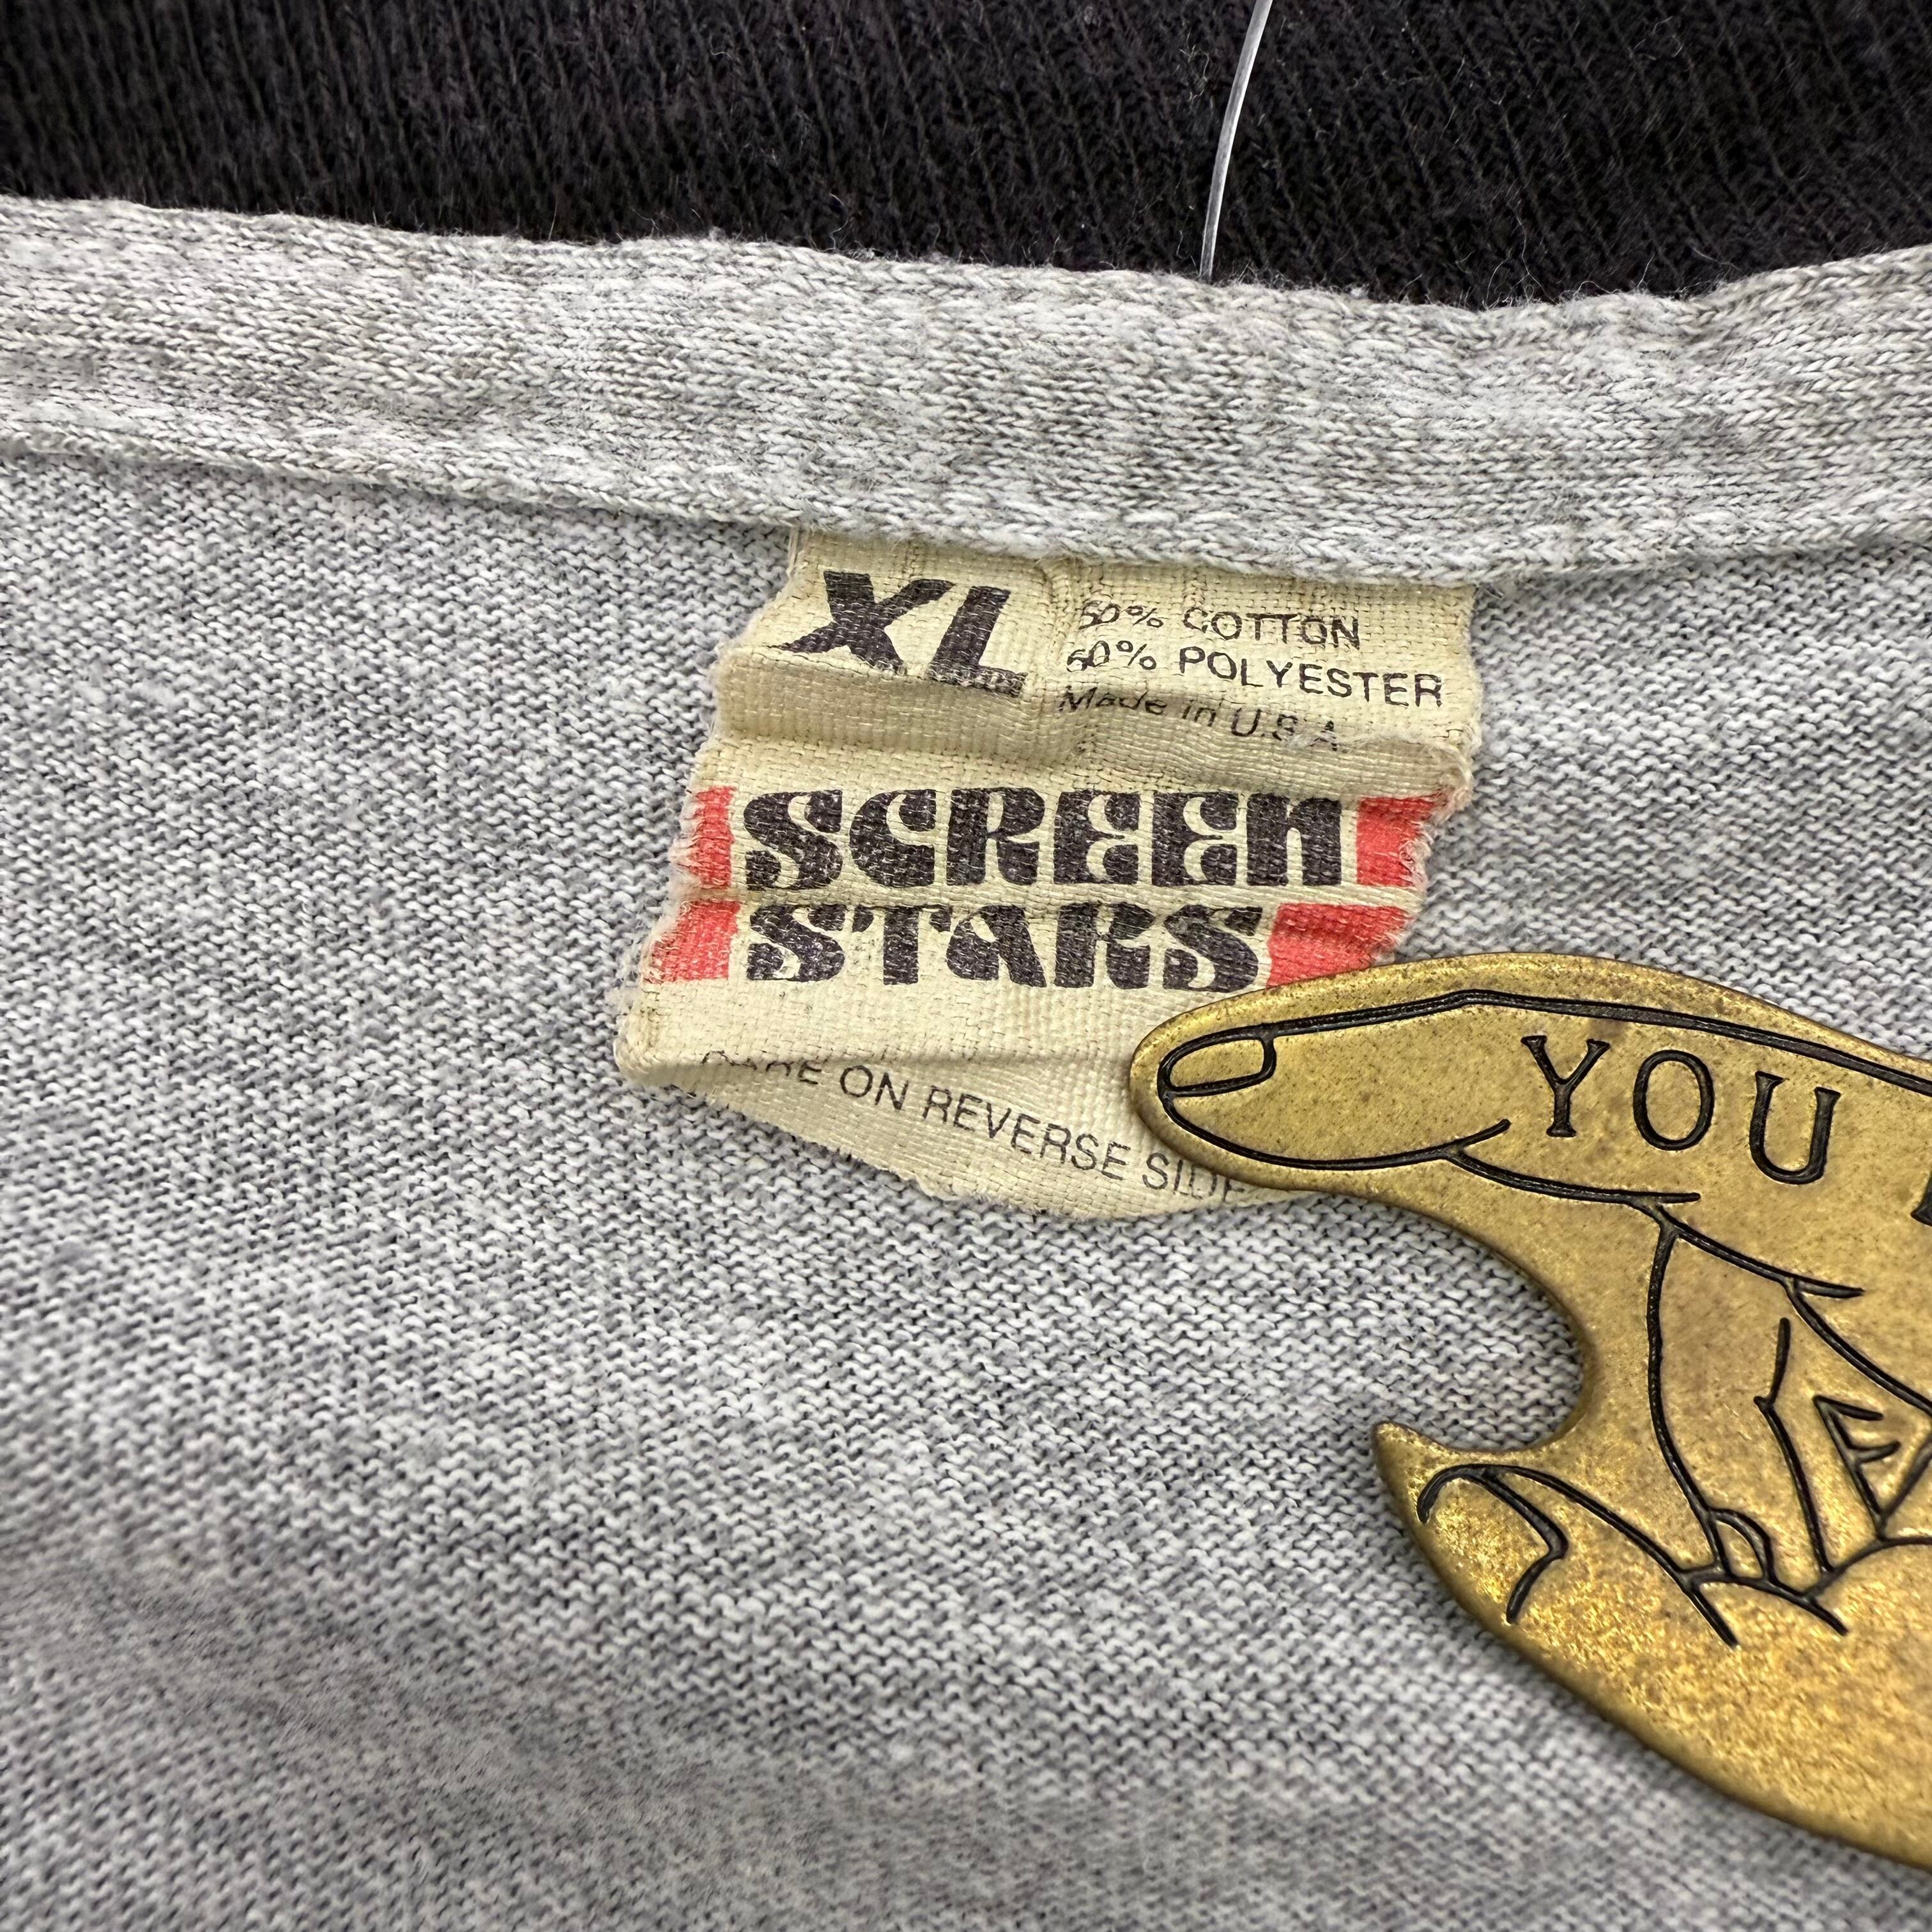 XL
50% COTTON
50% POLYESTER
Made in U.S.A.
SCREEN
STARS
CARE ON REVERSE SIDE
YOU